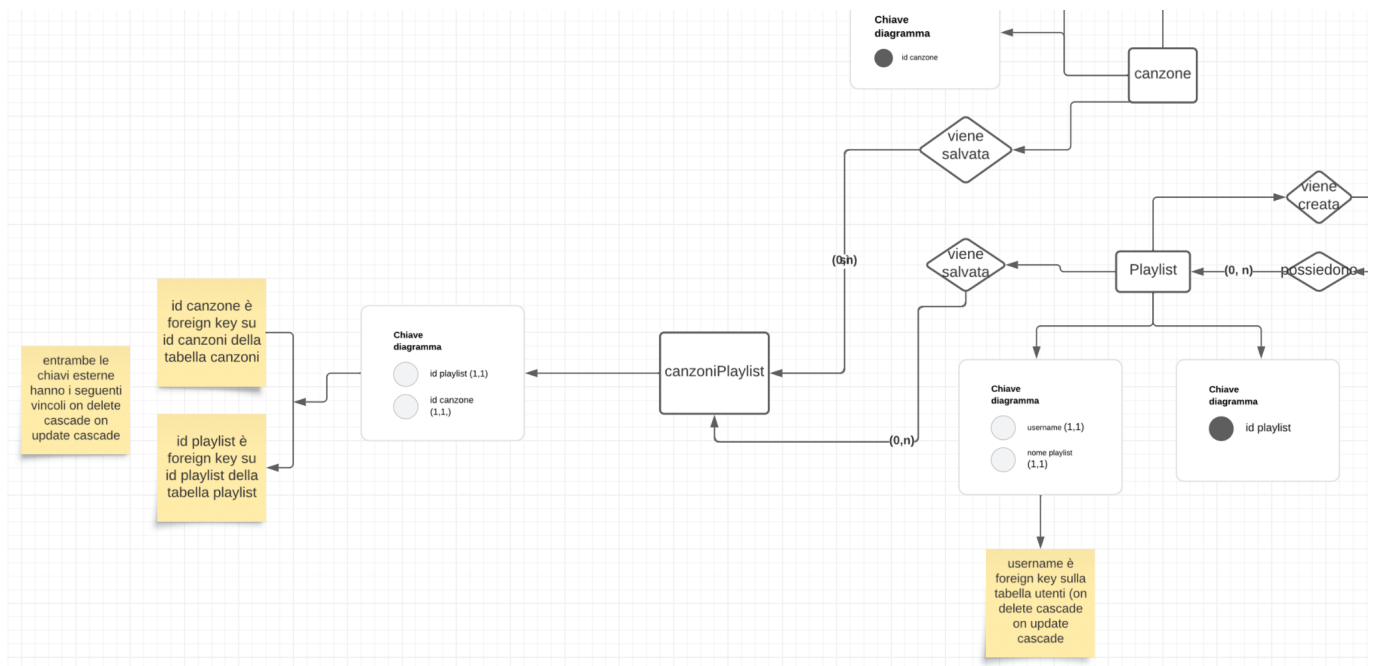 Chiave
diagramma
id canzone
canzone
viene
salvata
viene
creata
(0,n)
viene
salvata
Playlist
(0, n)
possiedono
id canzone è
foreign key su
id canzoni della
tabella canzoni
entrambe le
chiavi esterne
hanno i seguenti
vincoli on delete
cascade on
update cascade
id playlist è
foreign key su
id playlist della
tabella playlist
Chiave
diagramma
id playlist (1,1)
id canzone
(1,1,)
canzoniPlaylist
(0,n)
Chiave
diagramma
username (1,1)
nome playlist
(1,1)
Chiave
diagramma
id playlist
username è
foreign key sulla
tabella utenti (on
delete cascade
on update
cascade